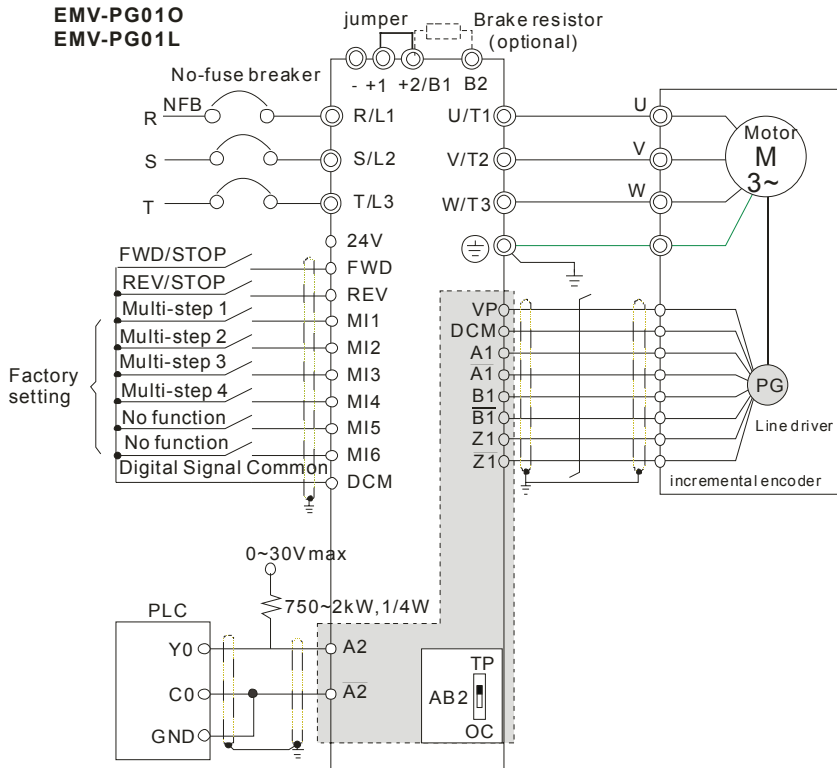 EMV-PG01O
EMV-PG01L
jumper
Brake resistor
(optional)
- +1 +2/B1 B2
No-fuse breaker
NFB
R
R/L1
U/T1
U
S
S/L2
V/T2
V
T
T/L3
W/T3
W
Motor
M
3~
24V
FWD/STOP
FWD
REV/STOP
REV
Multi-step 1
MI1
Multi-step 2
MI2
Multi-step 3
MI3
Multi-step 4
MI4
No function
MI5
No function
MI6
Digital Signal Common
DCM
Factory
setting
VP
DCM
A1
A1
B1
B1
Z1
Z1
PG
Line driver
incremental encoder
0~30Vmax
750~2kW,1/4W
PLC
Y0
A2
C0
A2
GND
TP
AB2
OC